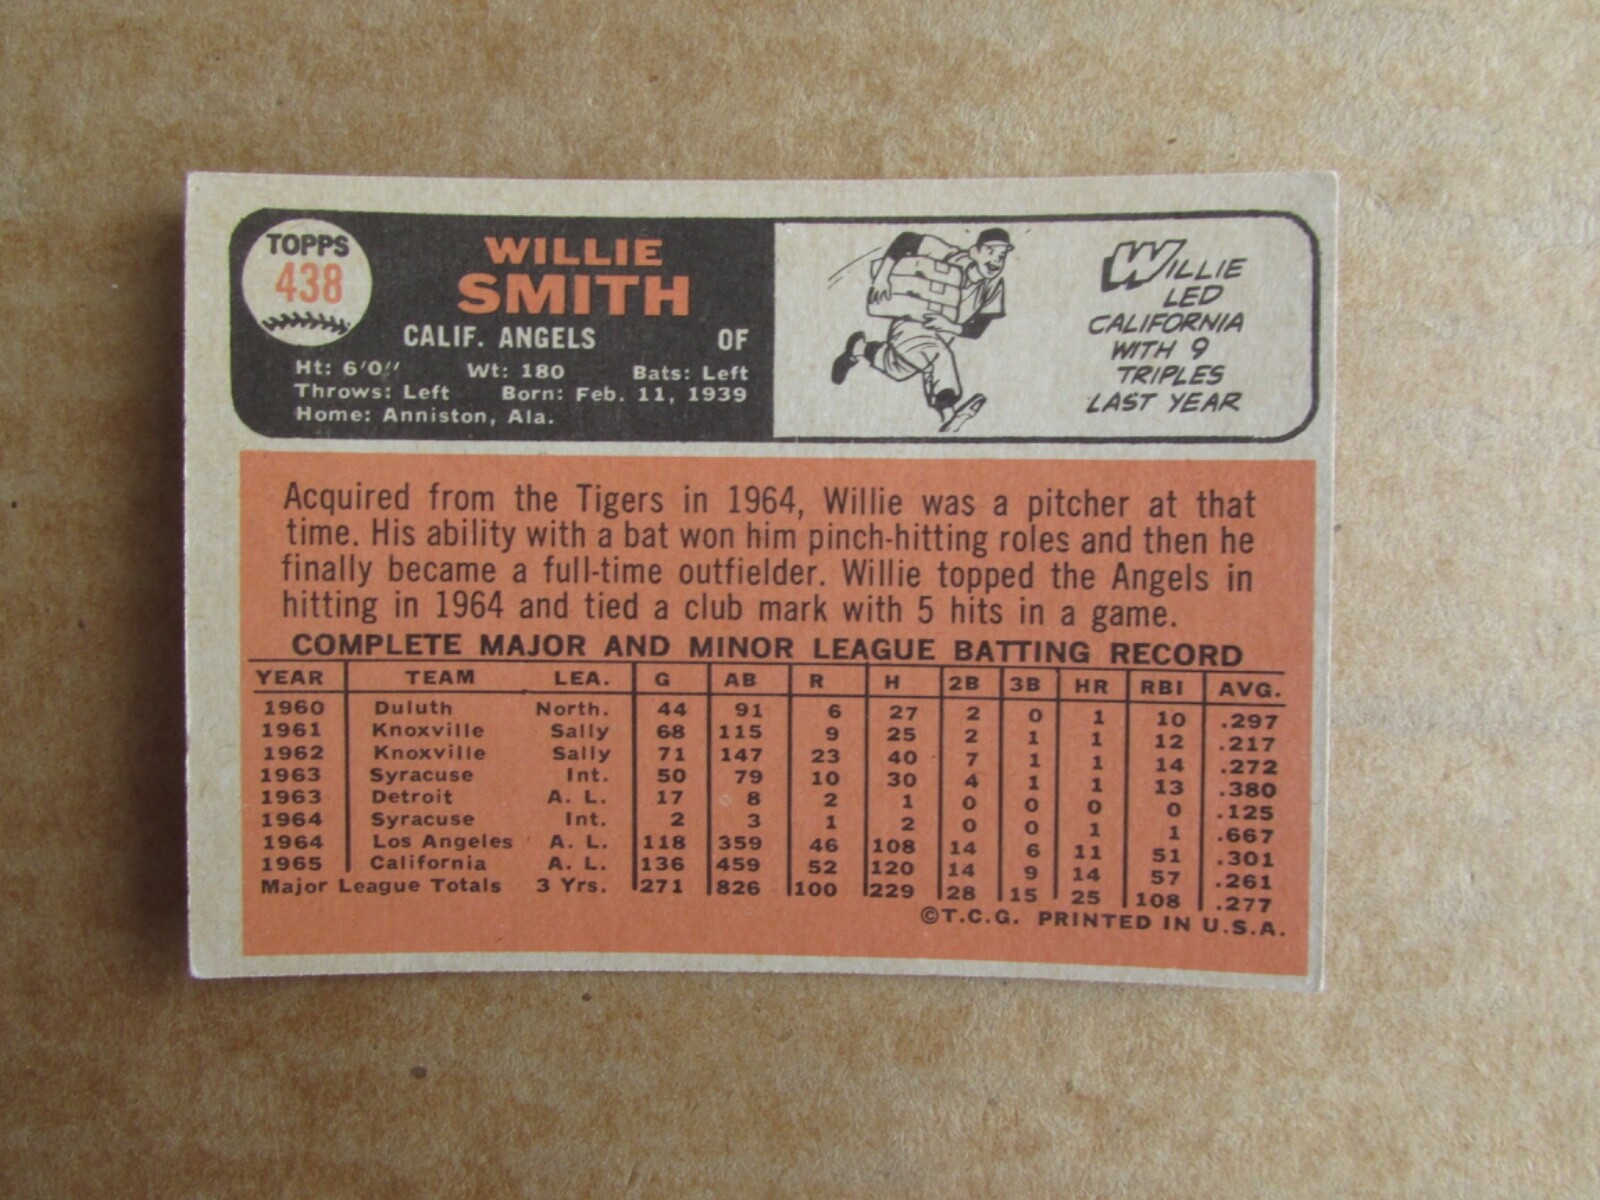 TOPPS
438
WILLIE
SMITH
CALIF. ANGELS OF
Ht: 6'0" Wt: 180 Bats: Left
Throws: Left Born: Feb. 11, 1939
Home: Anniston, Ala.
WILLIE
LED
CALIFORNIA
WITH 9
TRIPLES
LAST YEAR
Acquired from the Tigers in 1964, Willie was a pitcher at that
time. His ability with a bat won him pinch-hitting roles and then he
finally became a full-time outfielder. Willie topped the Angels in
hitting in 1964 and tied a club mark with 5 hits in a game.
COMPLETE MAJOR AND MINOR LEAGUE BATTING RECORD
YEAR TEAM LEA. G AB R H 2B 3B HR RBI AVG.
1960 Duluth North. 44 91 6 27 2 0 1 10 .297
1961 Knoxville Sally 68 115 9 25 2 1 1 12 .217
1962 Knoxville Sally 71 147 23 40 7 1 1 14 .272
1963 Syracuse Int. 50 79 10 30 4 1 1 13 .380
1963 Detroit A. L. 17 8 2 1 0 0 0 0 .125
1964 Syracuse Int. 2 3 1 2 0 0 1 1 .667
1964 Los Angeles A. L. 118 359 46 108 14 6 11 51 .301
1965 California A. L. 136 459 52 120 14 9 14 57 .261
Major League Totals 3 Yrs. 271 826 100 229 28 15 25 108 .277
©T.C.G. PRINTED IN U.S.A.